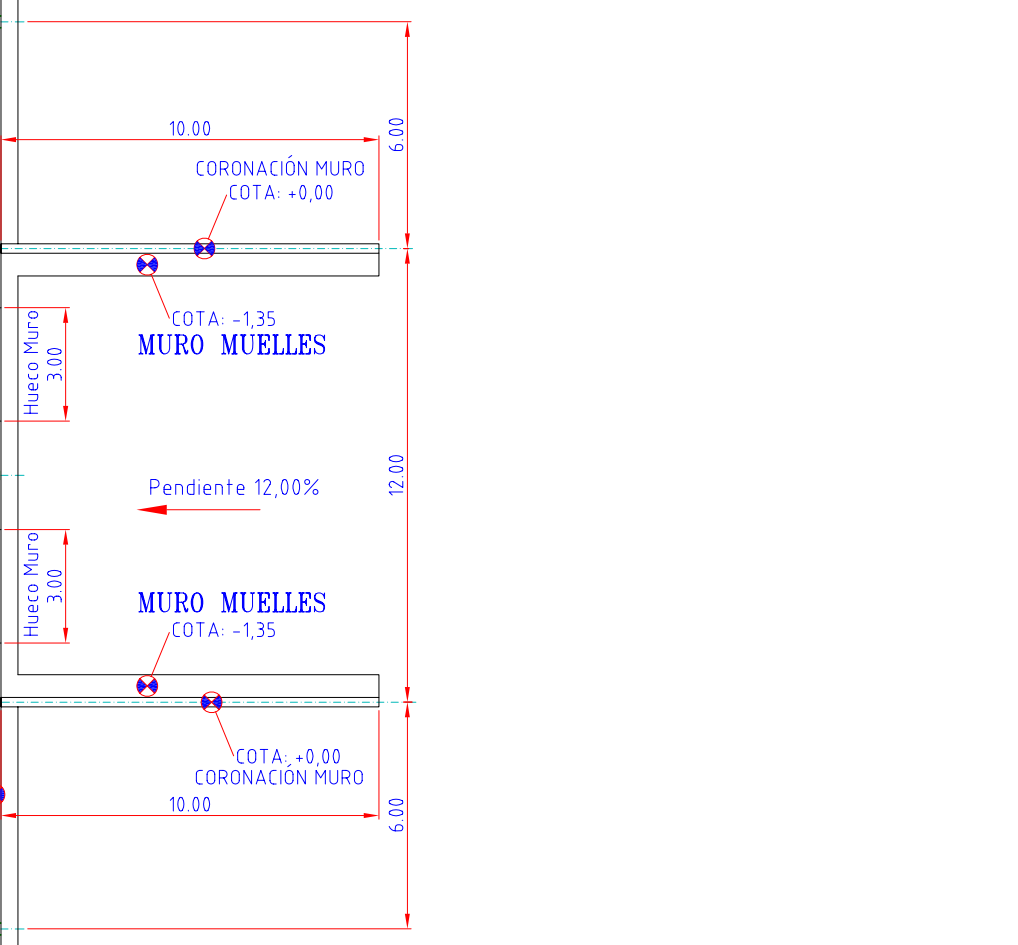 6.00
10.00
CORONACIÓN MURO
COTA: +0,00
COTA: -1,35
MURO MUELLES
Hueco Muro
3.00
12.00
Pendiente 12,00%
Hueco Muro
3.00
MURO MUELLES
COTA: -1,35
COTA: +0,00
CORONACIÓN MURO
10.00
6.00